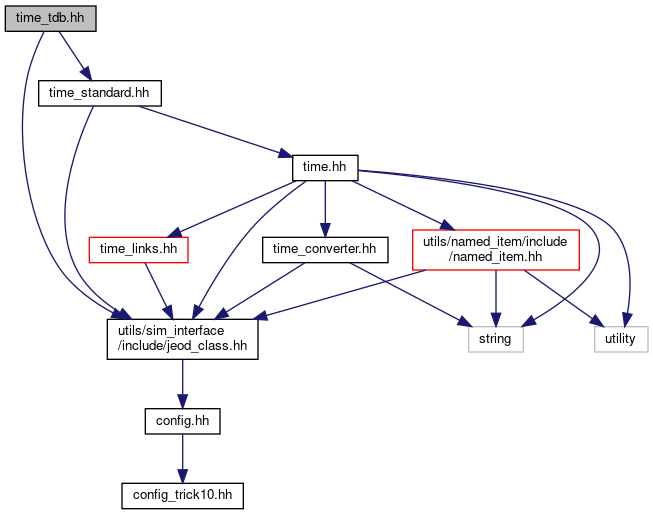 time_tdb.hh
time_standard.hh
time.hh
time_links.hh
time_converter.hh
utils/named_item/include
/named_item.hh
utils/sim_interface
/include/jeod_class.hh
string
utility
config.hh
config_trick10.hh